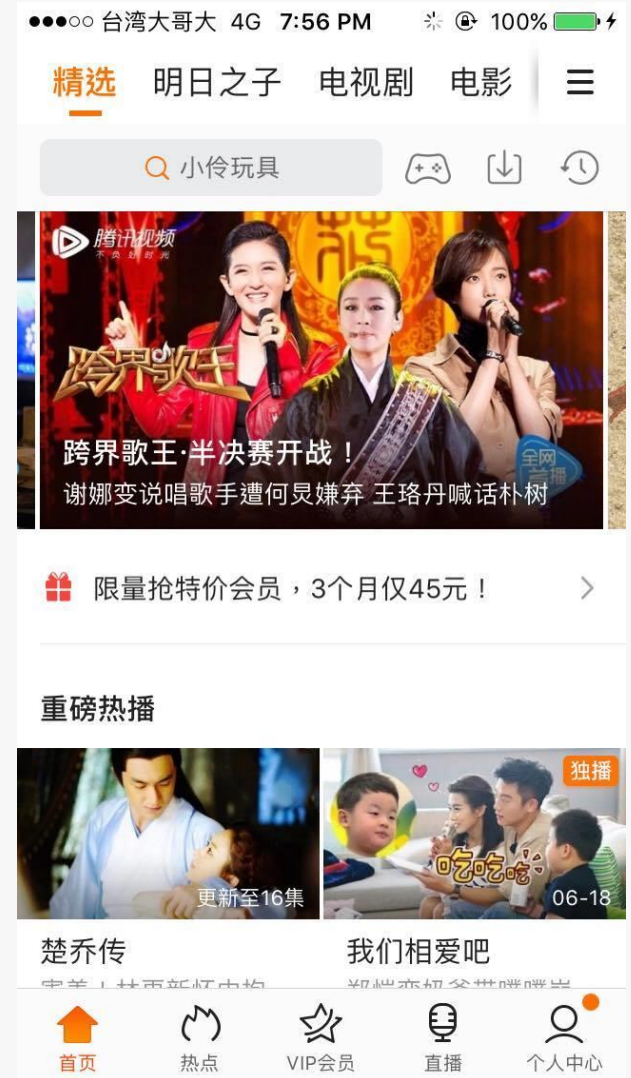 台湾大哥大 4G 7:56 PM 100%
精选 明日之子 电视剧 电影
小伶玩具
腾讯视频
不负好时光
跨界歌王
跨界歌王·半决赛开战！
全网
首播
谢娜变说唱歌手遭何炅嫌弃 王珞丹喊话朴树
限量抢特价会员，3个月仅45元！
重磅热播
独播
吃吃吃
更新至16集
06-18
楚乔传
我们相爱吧
首页
热点
VIP会员
直播
个人中心